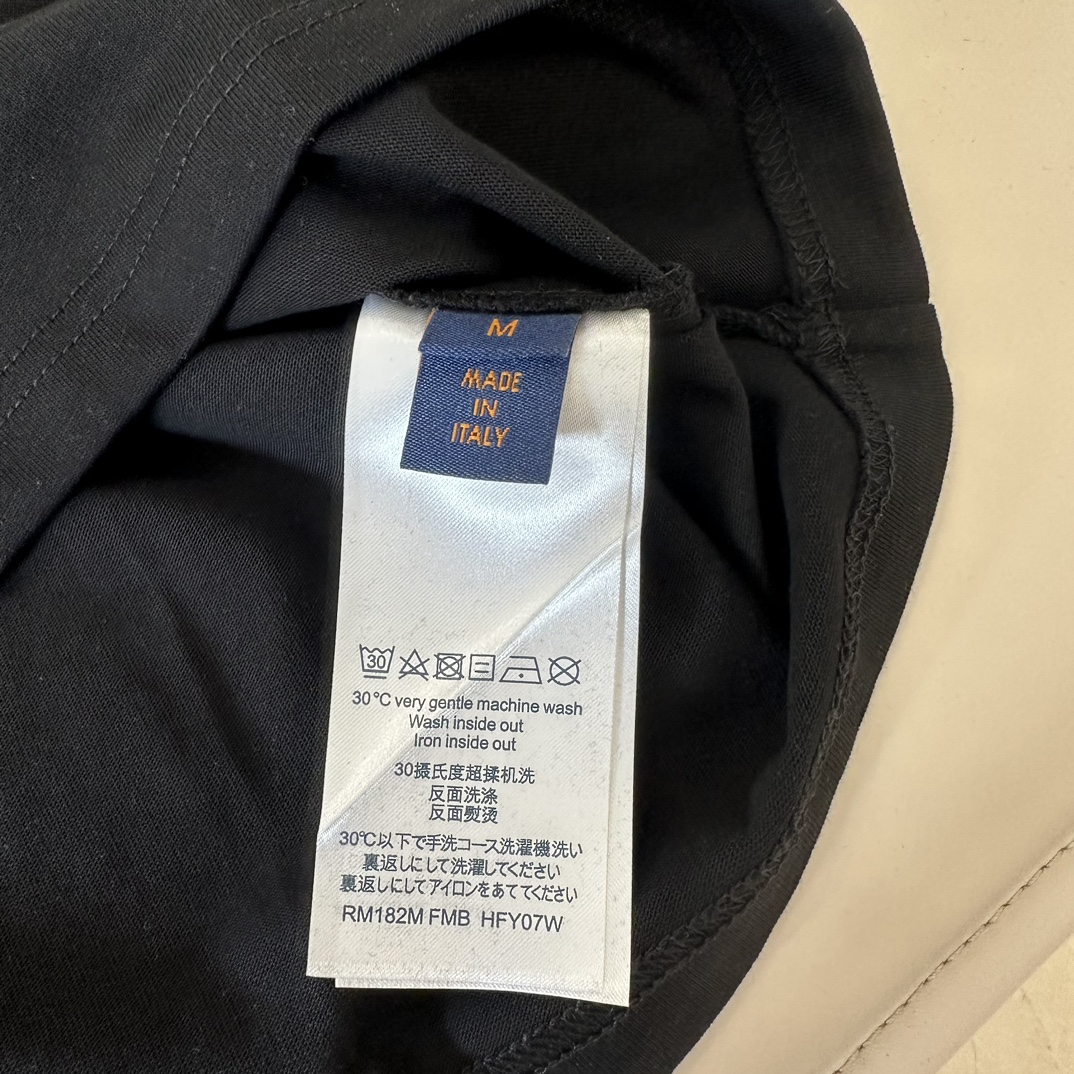 M
MADE
IN
ITALY
30
30°C very gentle machine wash
Wash inside out
Iron inside out
30摄氏度超揉机洗
反面洗涤
反面熨烫
30℃以下で手洗コース洗濯機洗い
裏返しにして洗濯してください
裏返しにしてアイロンをあててください
RM182M FMB HFY07W